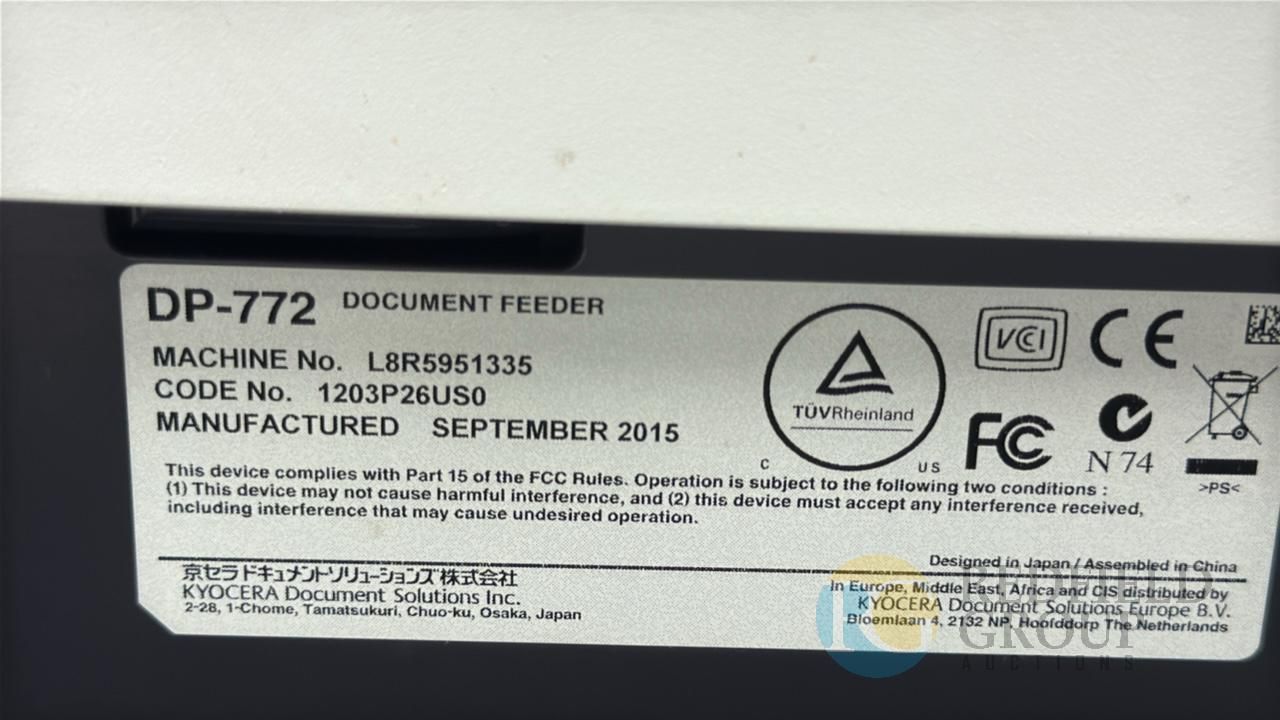 DP-772 DOCUMENT FEEDER
MACHINE No. L8R5951335
CODE No. 1203P26US0
MANUFACTURED SEPTEMBER 2015
TÜVRheinland
C US
VCI
CE
FC
N 74
>PS<
This device complies with Part 15 of the FCC Rules. Operation is subject to the following two conditions :
(1) This device may not cause harmful interference, and (2) this device must accept any interference received,
including interference that may cause undesired operation.
京セラドキュメントソリューションズ株式会社
KYOCERA Document Solutions Inc.
2-28, 1-Chome, Tamatsukuri, Chuo-ku, Osaka, Japan
Designed in Japan / Assembled in China
In Europe, Middle East, Africa and CIS distributed by
KYOCERA Document Solutions Europe B.V.
Bloemlaan 4, 2132 NP, Hoofddorp The Netherlands
REDFIELD
GROUP
AUCTIONS